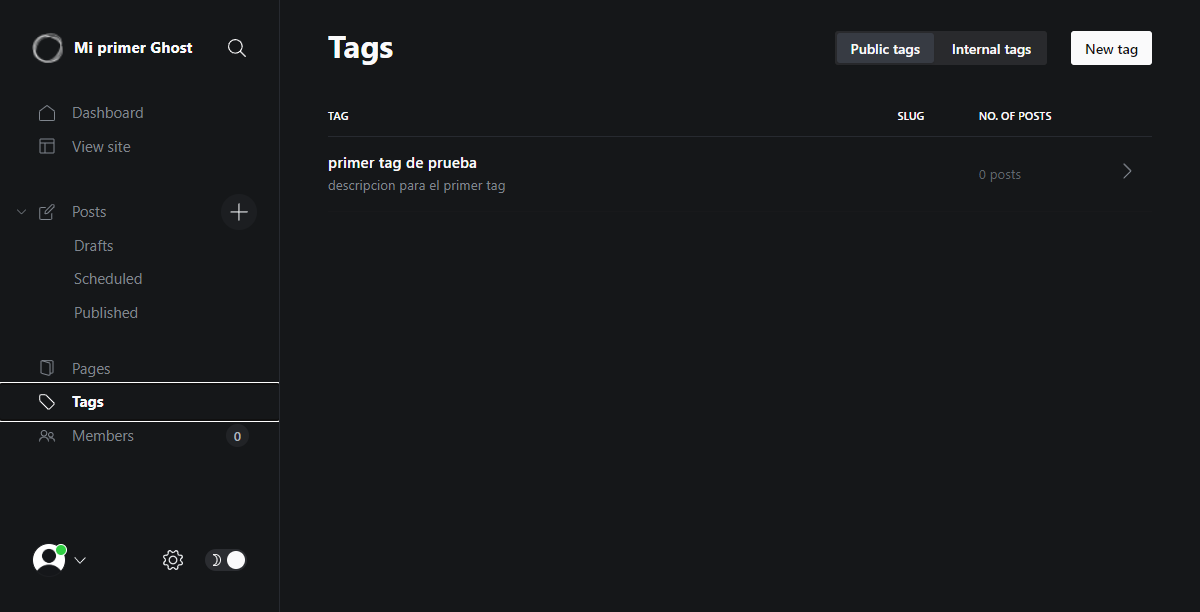 Mi primer Ghost
Dashboard
View site
Posts
Drafts
Scheduled
Published
Pages
Tags
Members 0
Tags
Public tags Internal tags New tag
TAG SLUG NO. OF POSTS
primer tag de prueba
descripcion para el primer tag
0 posts